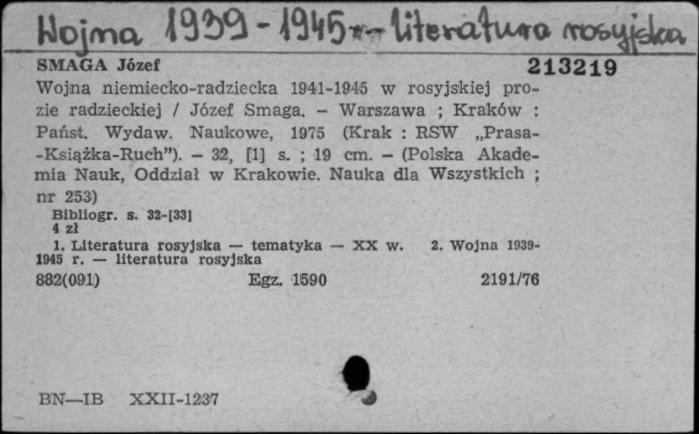 Wojna 1939-1945 r. - literatura rosyjska
SMAGA Józef 213219
Wojna niemiecko-radziecka 1941-1945 w rosyjskiej pro-
zie radzieckiej / Józef Smaga. — Warszawa ; Kraków :
Państ. Wydaw. Naukowe, 1975 (Krak : RSW „Prasa-
-Książka-Ruch”). — 32, [1] s. ; 19 cm. — (Polska Akade-
mia Nauk, Oddział w Krakowie. Nauka dla Wszystkich ;
nr 253)
Bibliogr. s. 32-[33]
4 zł
1. Literatura rosyjska — tematyka — XX w. 2. Wojna 1939-
1945 r. — literatura rosyjska
882(091) Egz. 1590 2191/76
BN—IB XXII-1237